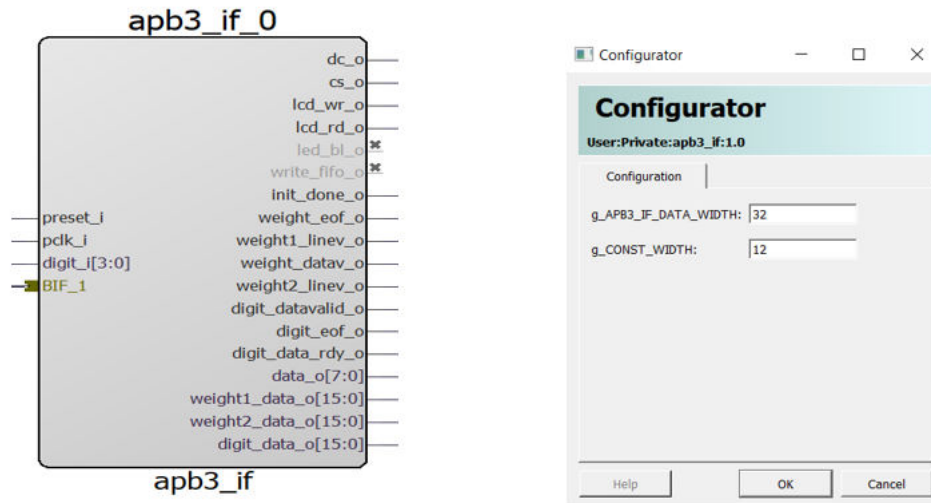 apb3_if_0
dc_o
cs_o
lcd_wr_o
lcd_rd_o
led_bl_o
write_fifo_o
init_done_o
preset_i
weight_eof_o
pclk_i
weight1_linev_o
digit_i[3:0]
weight_datav_o
BIF_1
weight2_linev_o
digit_datavalid_o
digit_eof_o
digit_data_rdy_o
data_o[7:0]
weight1_data_o[15:0]
weight2_data_o[15:0]
digit_data_o[15:0]
apb3_if
Configurator
Configurator
User:Private:apb3_if:1.0
Configuration
g_APB3_IF_DATA_WIDTH: 32
g_CONST_WIDTH: 12
Help OK Cancel